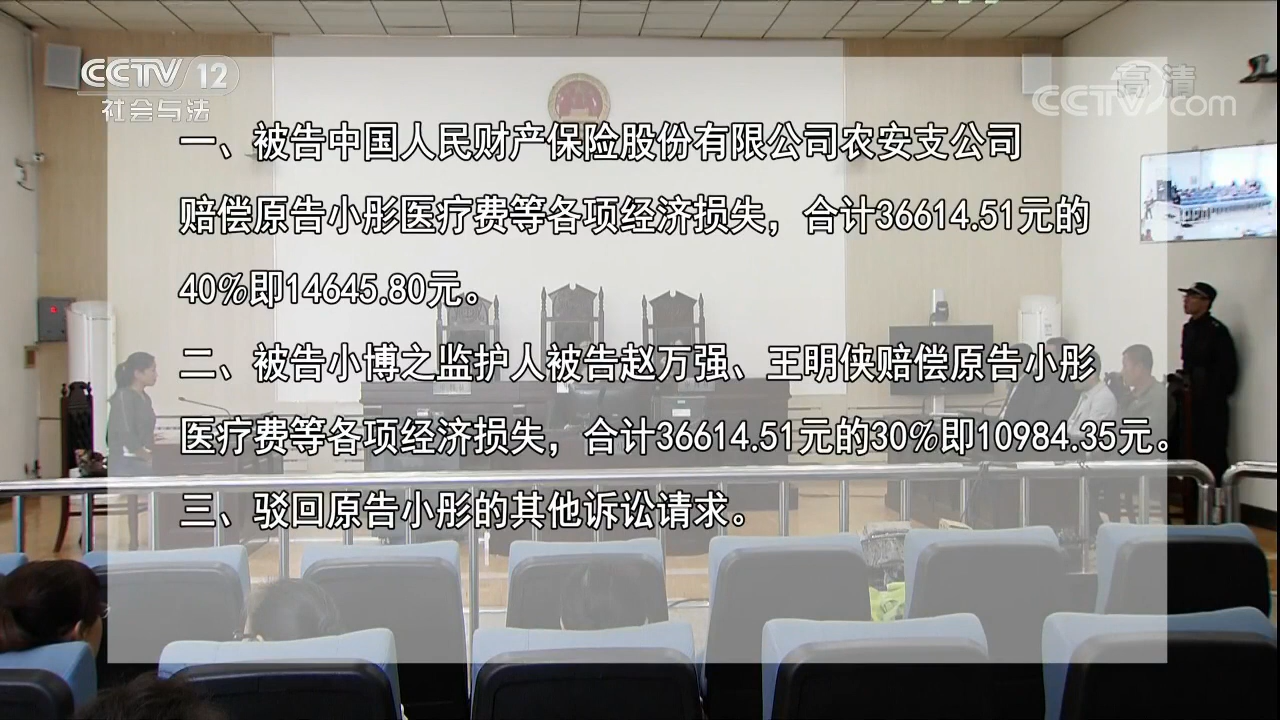 CCTV 12
社会与法
高清
CCTV.com
一、被告中国人民财产保险股份有限公司农安支公司
赔偿原告小彤医疗费等各项经济损失，合计36614.51元的
40%即14645.80元。
二、被告小博之监护人被告赵万强、王明侠赔偿原告小彤
医疗费等各项经济损失，合计36614.51元的30%即10984.35元。
三、驳回原告小彤的其他诉讼请求。